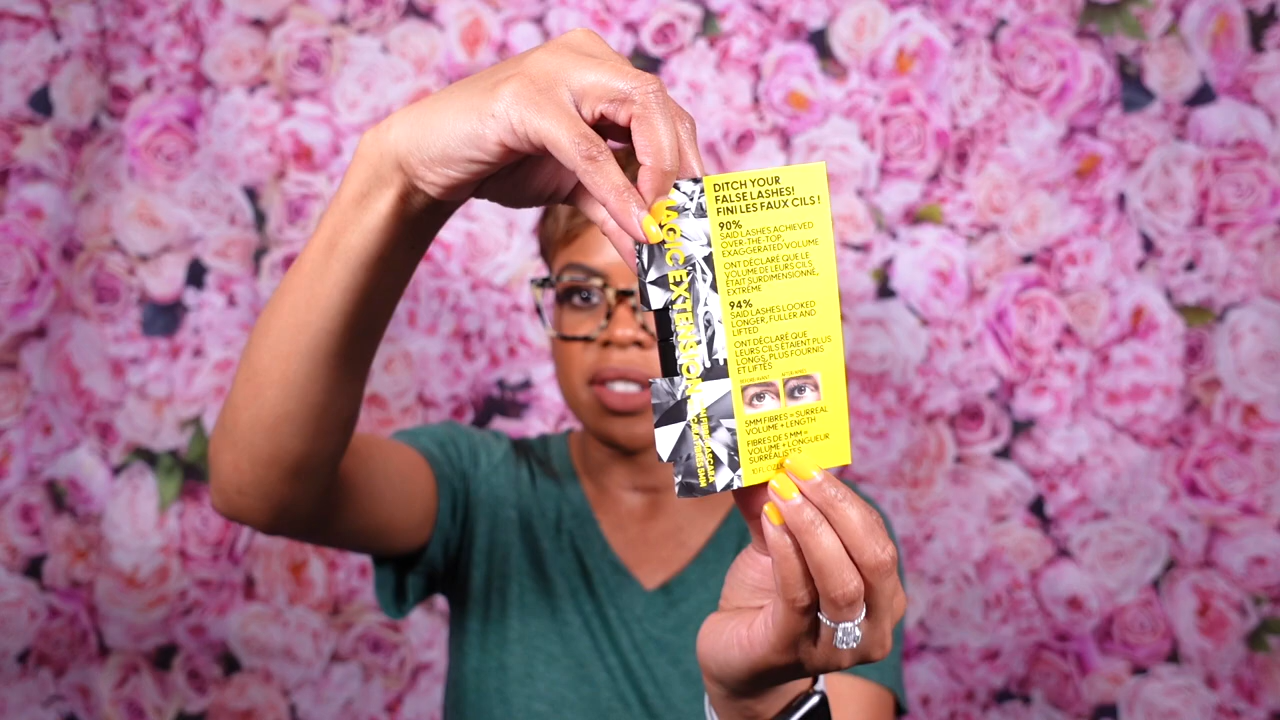 DITCH YOUR
FALSE LASHES!
FINI LES FAUX CILS !
90%
SAID LASHES ACHIEVED
OVER-THE-TOP,
EXAGGERATED VOLUME
ONT DÉCLARÉ QUE LE
VOLUME DE LEURS CILS,
ÉTAIT SURDIMENSIONNÉ,
EXTRÊME
94%
SAID LASHES LOOKED
LONGER, FULLER AND
LIFTED
ONT DÉCLARÉ QUE
LEURS CILS ÉTAIENT PLUS
LONGS, PLUS FOURNIS
ET LIFTÉS
5MM FIBRES = SURREAL
VOLUME + LENGTH
FIBRES DE 5 MM =
VOLUME + LONGUEUR
SURRÉALISTES
EXTENSION